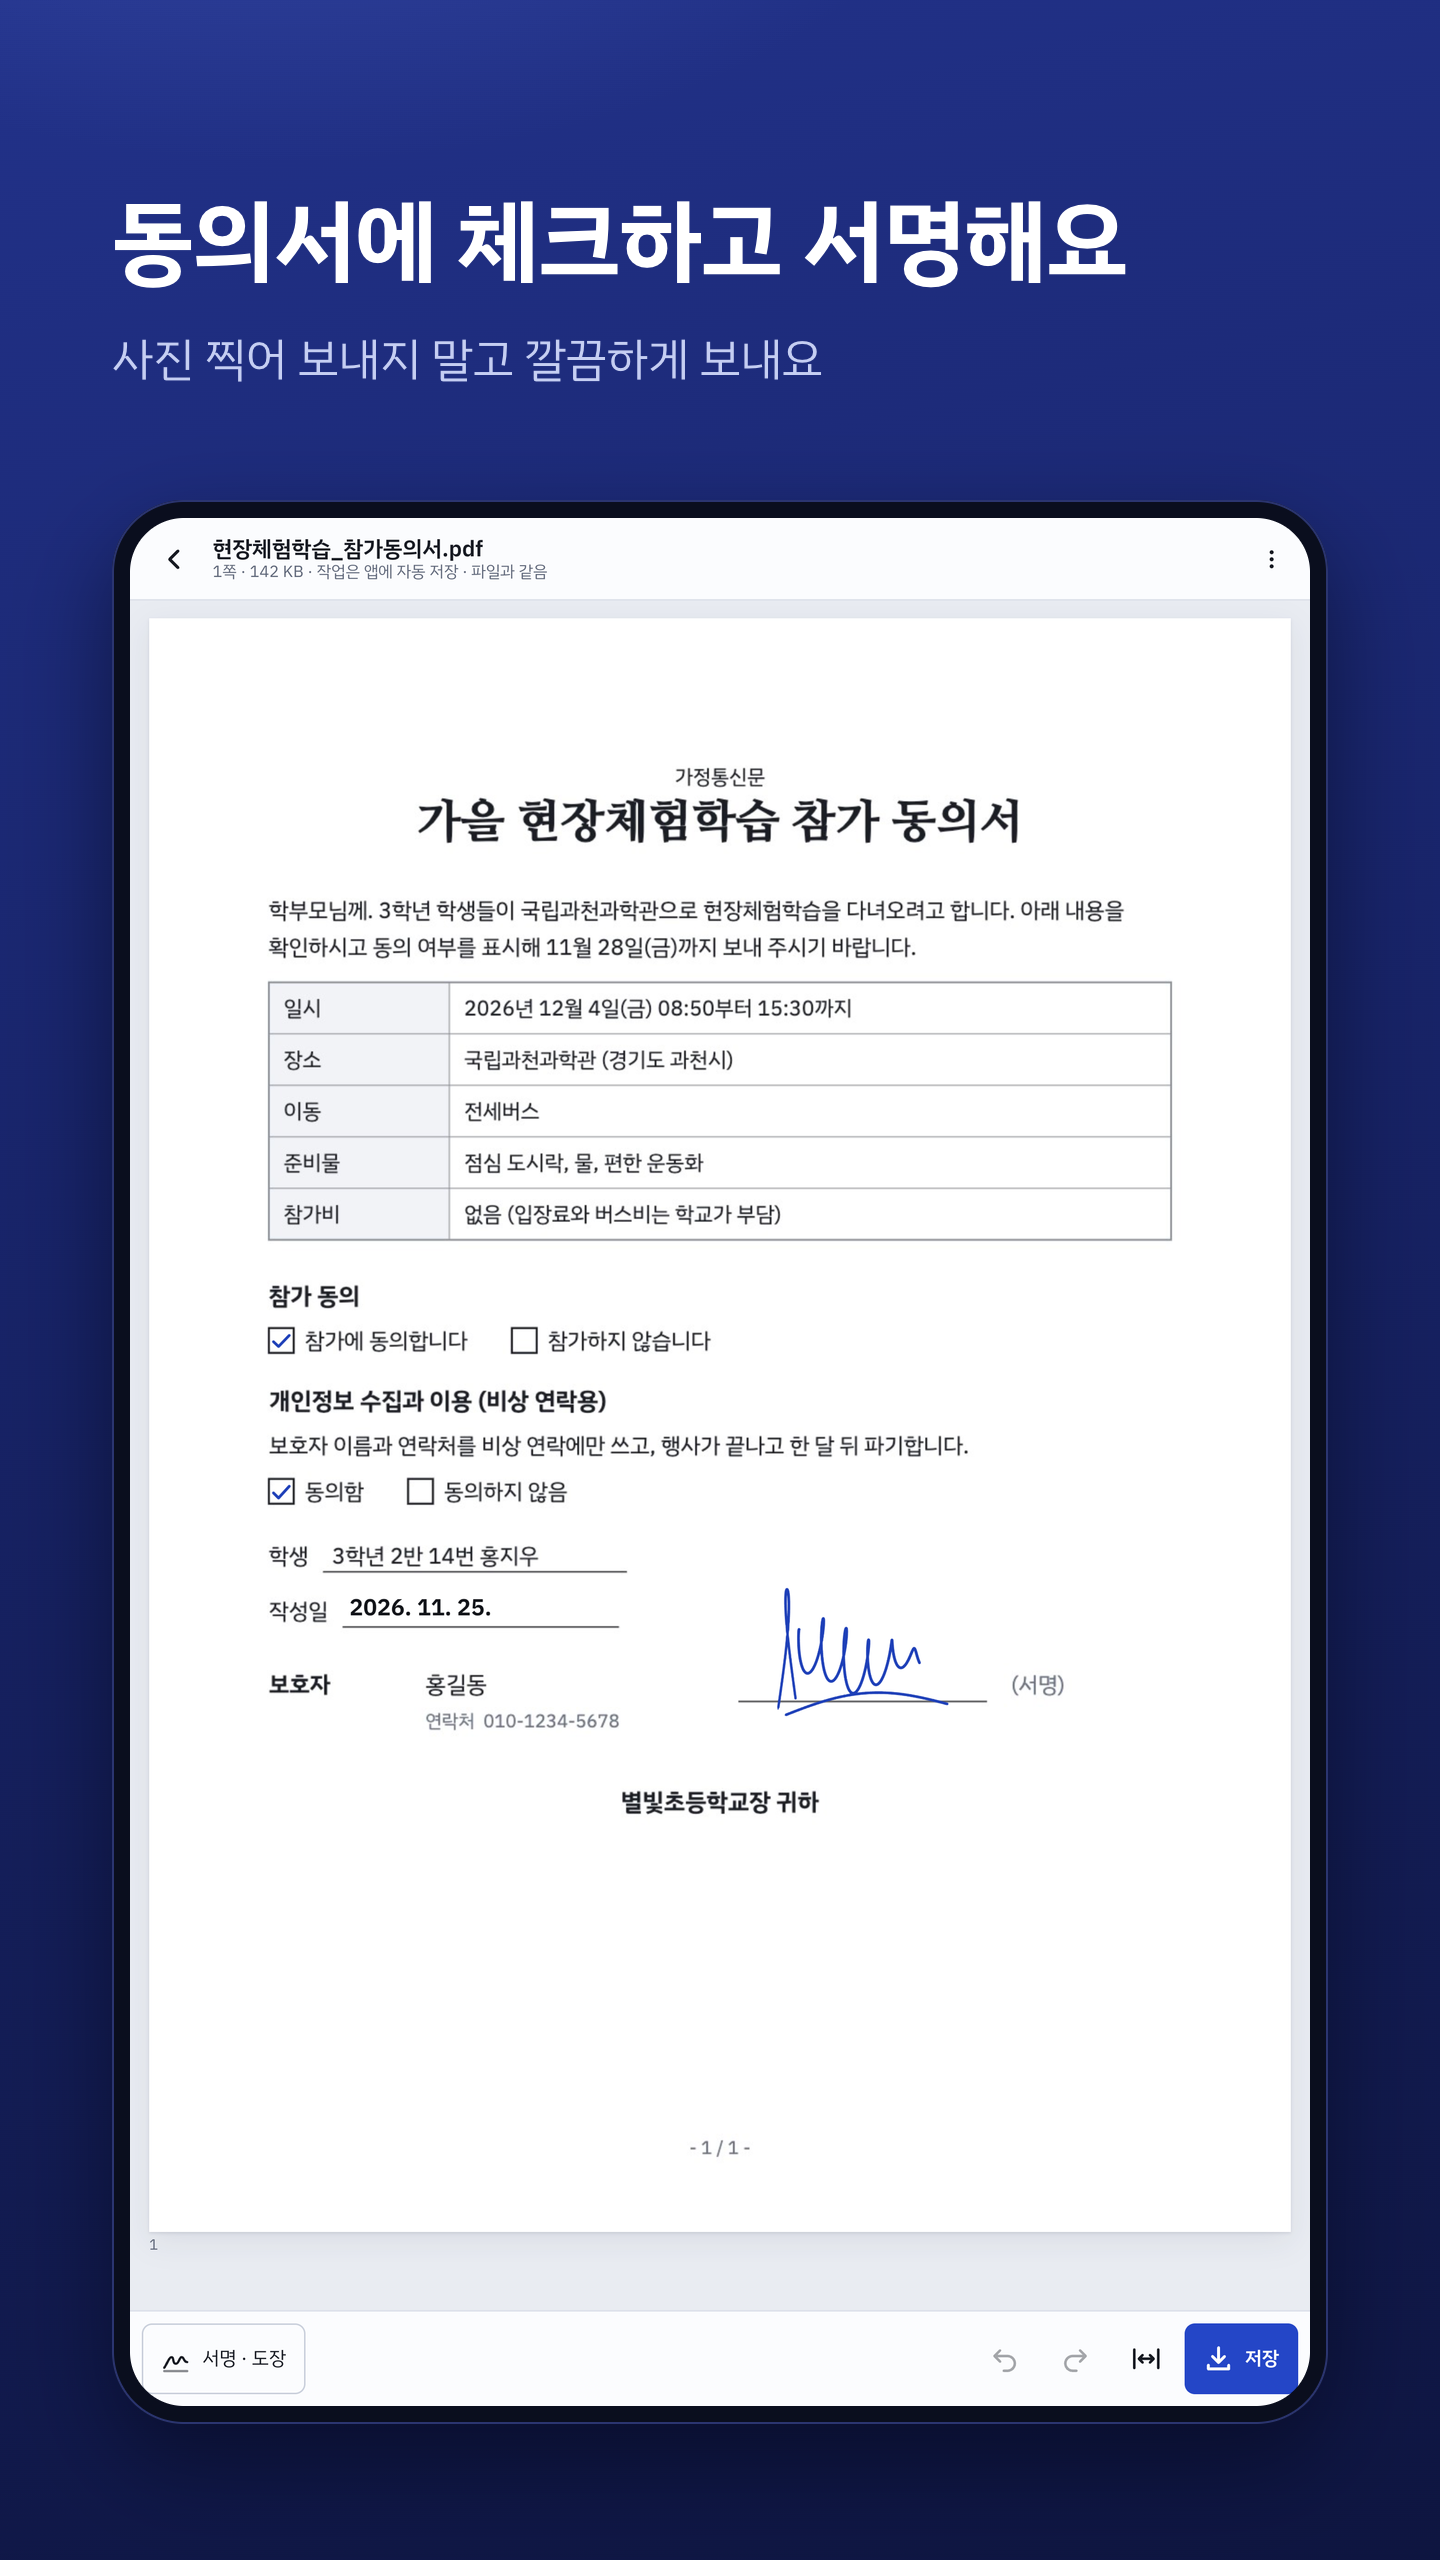 동의서에 체크하고 서명해요
사진 찍어 보내지 말고 깔끔하게 보내요
현장체험학습_참가동의서.pdf
1쪽 · 142 KB · 작업은 앱에 자동 저장 · 파일과 같음
가정통신문
가을 현장체험학습 참가 동의서
학부모님께. 3학년 학생들이 국립과천과학관으로 현장체험학습을 다녀오려고 합니다. 아래 내용을
확인하시고 동의 여부를 표시해 11월 28일(금)까지 보내 주시기 바랍니다.
일시 2026년 12월 4일(금) 08:50부터 15:30까지
장소 국립과천과학관 (경기도 과천시)
이동 전세버스
준비물 점심 도시락, 물, 편한 운동화
참가비 없음 (입장료와 버스비는 학교가 부담)
참가 동의
참가에 동의합니다 참가하지 않습니다
개인정보 수집과 이용 (비상 연락용)
보호자 이름과 연락처를 비상 연락에만 쓰고, 행사가 끝나고 한 달 뒤 파기합니다.
동의함 동의하지 않음
학생 3학년 2반 14번 홍지우
작성일 2026. 11. 25.
보호자 홍길동 (서명)
연락처 010-1234-5678
별빛초등학교장 귀하
- 1 / 1 -
1
서명 · 도장 저장